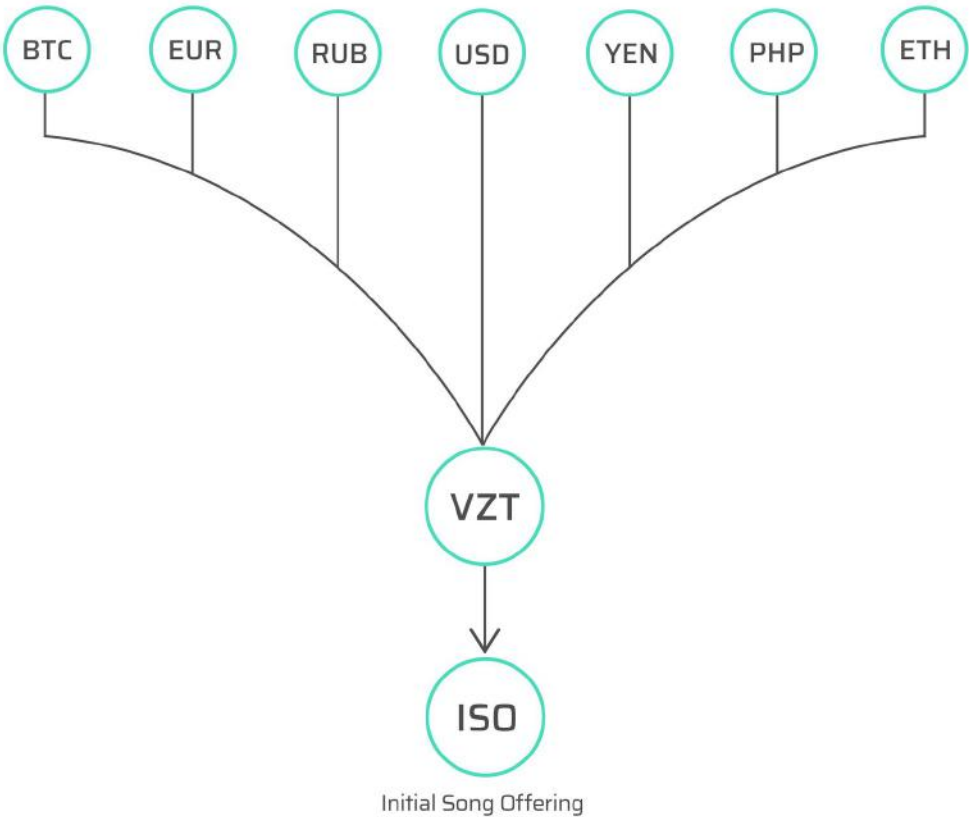 BTC EUR RUB USD YEN PHP ETH
VZT
ISO
Initial Song Offering